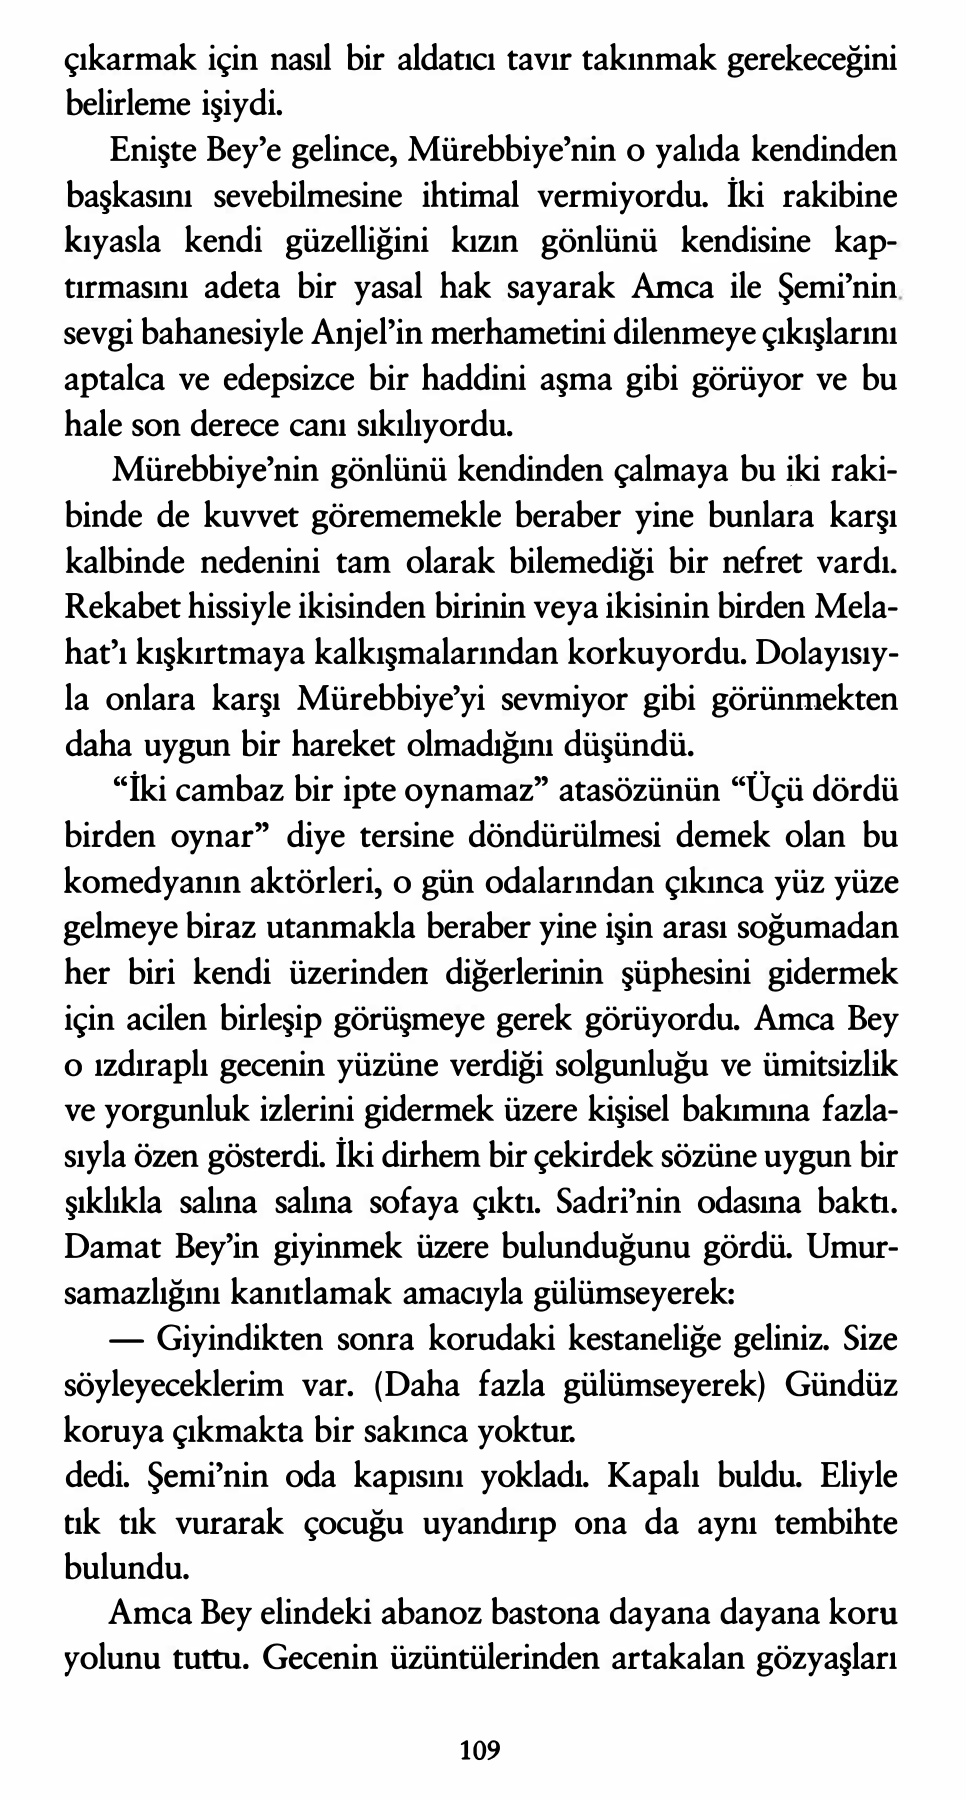 çıkarmak için nasıl bir aldatıcı tavır takınmak gerekeceğini
belirleme işiydi.
Enişte Bey’e gelince, Mürebbiye’nin o yalıda kendinden
başkasını sevebilmesine ihtimal vermiyordu. İki rakibine
kıyasla kendi güzelliğini kızın gönlünü kendisine kap-
tırmasını adeta bir yasal hak sayarak Amca ile Şemi’nin
sevgi bahanesiyle Anjel’in merhametini dilenmeye çıkışlarını
aptalca ve edepsizce bir haddini aşma gibi görüyor ve bu
hale son derece canı sıkılıyordu.
Mürebbiye’nin gönlünü kendinden çalmaya bu iki raki-
binde de kuvvet görememekle beraber yine bunlara karşı
kalbinde nedenini tam olarak bilemediği bir nefret vardı.
Rekabet hissiyle ikisinden birinin veya ikisinin birden Mela-
hat’ı kışkırtmaya kalkışmalarından korkuyordu. Dolayısıy-
la onlara karşı Mürebbiye’yi sevmiyor gibi görünmekten
daha uygun bir hareket olmadığını düşündü.
“İki cambaz bir ipte oynamaz” atasözünün “Üçü dördü
birden oynar” diye tersine döndürülmesi demek olan bu
komedyanın aktörleri, o gün odalarından çıkınca yüz yüze
gelmeye biraz utanmakla beraber yine işin arası soğumadan
her biri kendi üzerinden diğerlerinin şüphesini gidermek
için acilen birleşip görüşmeye gerek görüyordu. Amca Bey
o ızdıraplı gecenin yüzüne verdiği solgunluğu ve ümitsizlik
ve yorgunluk izlerini gidermek üzere kişisel bakımına fazla-
sıyla özen gösterdi. İki dirhem bir çekirdek sözüne uygun bir
şıklıkla salına salına sofaya çıktı. Sadri’nin odasına baktı.
Damat Bey’in giyinmek üzere bulunduğunu gördü. Umur-
samazlığını kanıtlamak amacıyla gülümseyerek:
— Giyindikten sonra korudaki kestaneliğe geliniz. Size
söyleyeceklerim var. (Daha fazla gülümseyerek) Gündüz
koruya çıkmakta bir sakınca yoktur.
dedi. Şemi’nin oda kapısını yokladı. Kapalı buldu. Eliyle
tık tık vurarak çocuğu uyandırıp ona da aynı tembihte
bulundu.
Amca Bey elindeki abanoz bastona dayana dayana koru
yolunu tuttu. Gecenin üzüntülerinden artakalan gözyaşları
109